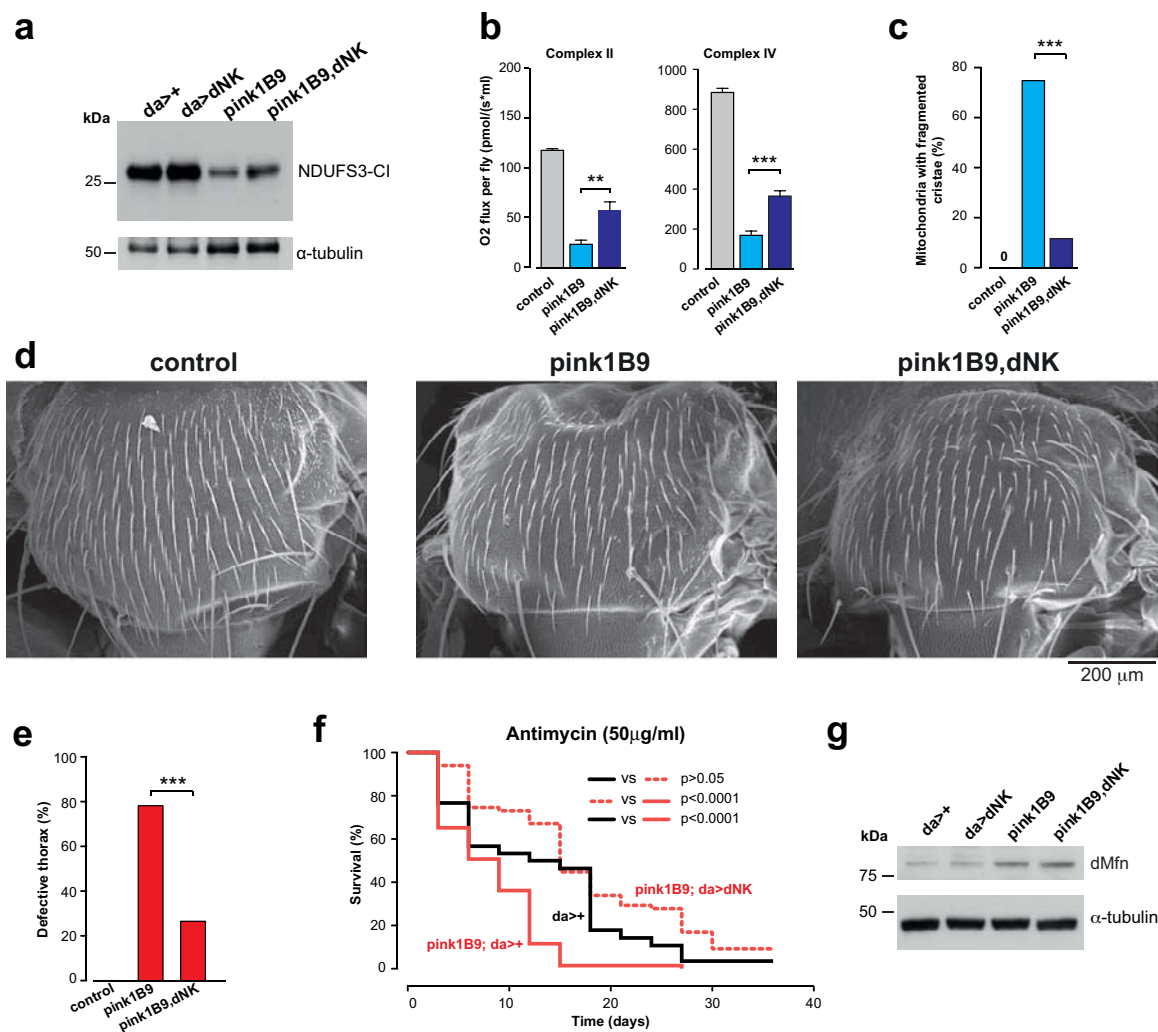 a
da>+
da>dNK
pink1B9
pink1B9,dNK
kDa
25
NDUFS3-CI
50
α-tubulin
b
Complex II
Complex IV
O2 flux per fly (pmol/(s*ml)
200
150
100
50
0
**
control
pink1B9
pink1B9,dNK
1000
800
600
400
200
0
***
control
pink1B9
pink1B9,dNK
c
Mitochondria with fragmented
cristae (%)
80
60
40
20
0
0
***
control
pink1B9
pink1B9,dNK
d
control
pink1B9
pink1B9,dNK
200 μm
e
Defective thorax (%)
100
80
60
40
20
0
***
control
pink1B9
pink1B9,dNK
f
Antimycin (50μg/ml)
Survival (%)
100
80
60
40
20
0
vs p>0.05
vs p<0.0001
vs p<0.0001
pink1B9; da>dNK
da>+
pink1B9; da>+
0 10 20 30 40
Time (days)
g
da>+
da>dNK
pink1B9
pink1B9,dNK
kDa
75
dMfn
50
α-tubulin